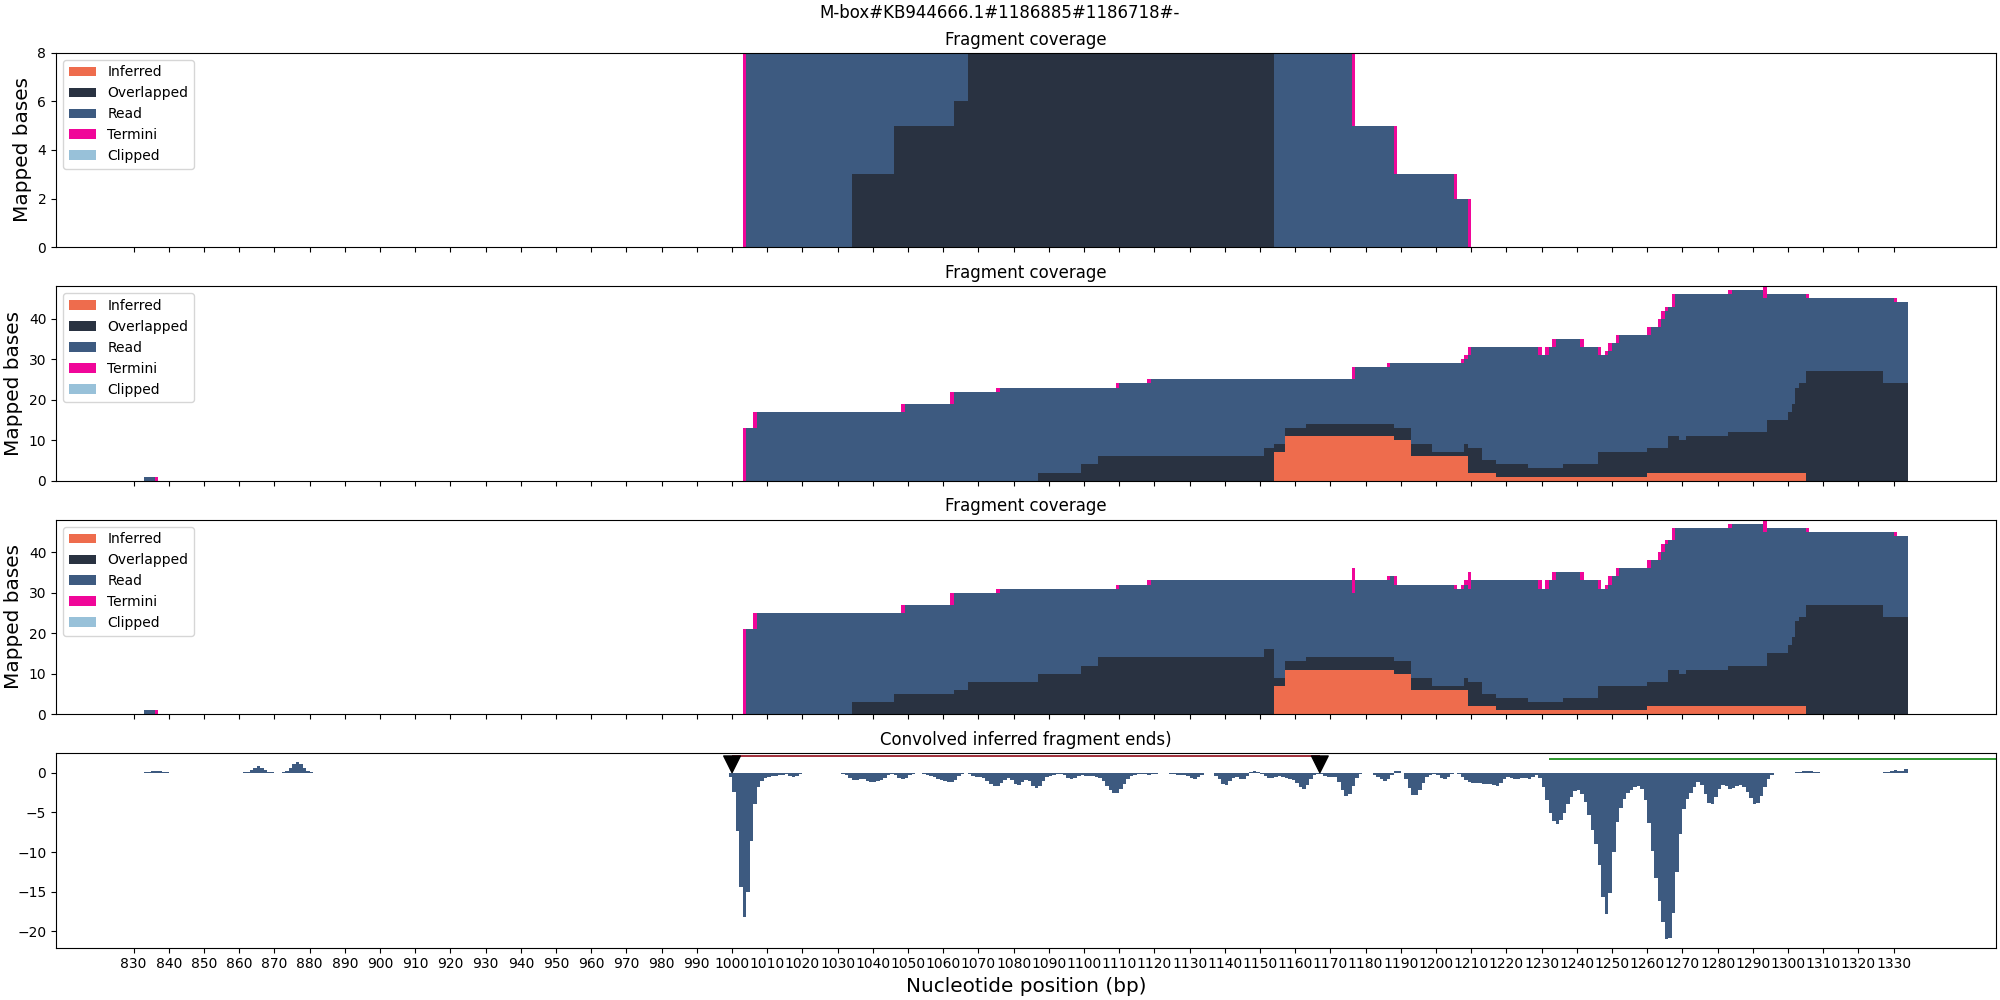 M-box#KB944666.1#1186885#1186718#-
Fragment coverage
Mapped bases
8
6
4
2
0
Inferred
Overlapped
Read
Termini
Clipped
Fragment coverage
Mapped bases
40
30
20
10
0
Inferred
Overlapped
Read
Termini
Clipped
Fragment coverage
Mapped bases
40
30
20
10
0
Inferred
Overlapped
Read
Termini
Clipped
Convolved inferred fragment ends)
0
−5
−10
−15
−20
830 840 850 860 870 880 890 900 910 920 930 940 950 960 970 980 990 1000 1010 1020 1030 1040 1050 1060 1070 1080 1090 1100 1110 1120 1130 1140 1150 1160 1170 1180 1190 1200 1210 1220 1230 1240 1250 1260 1270 1280 1290 1300 1310 1320 1330
Nucleotide position (bp)